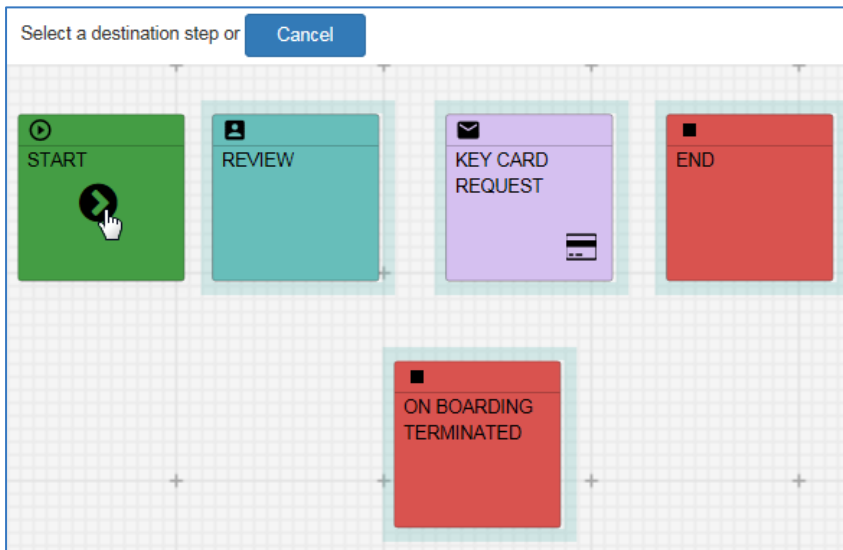 Select a destination step or Cancel
START
REVIEW
KEY CARD
REQUEST
END
ON BOARDING
TERMINATED